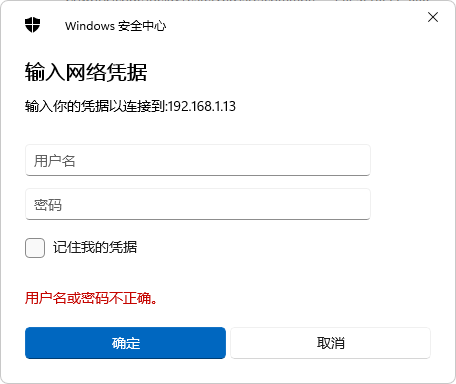 Windows 安全中心
输入网络凭据
输入你的凭据以连接到:192.168.1.13
用户名
密码
记住我的凭据
用户名或密码不正确。
确定
取消